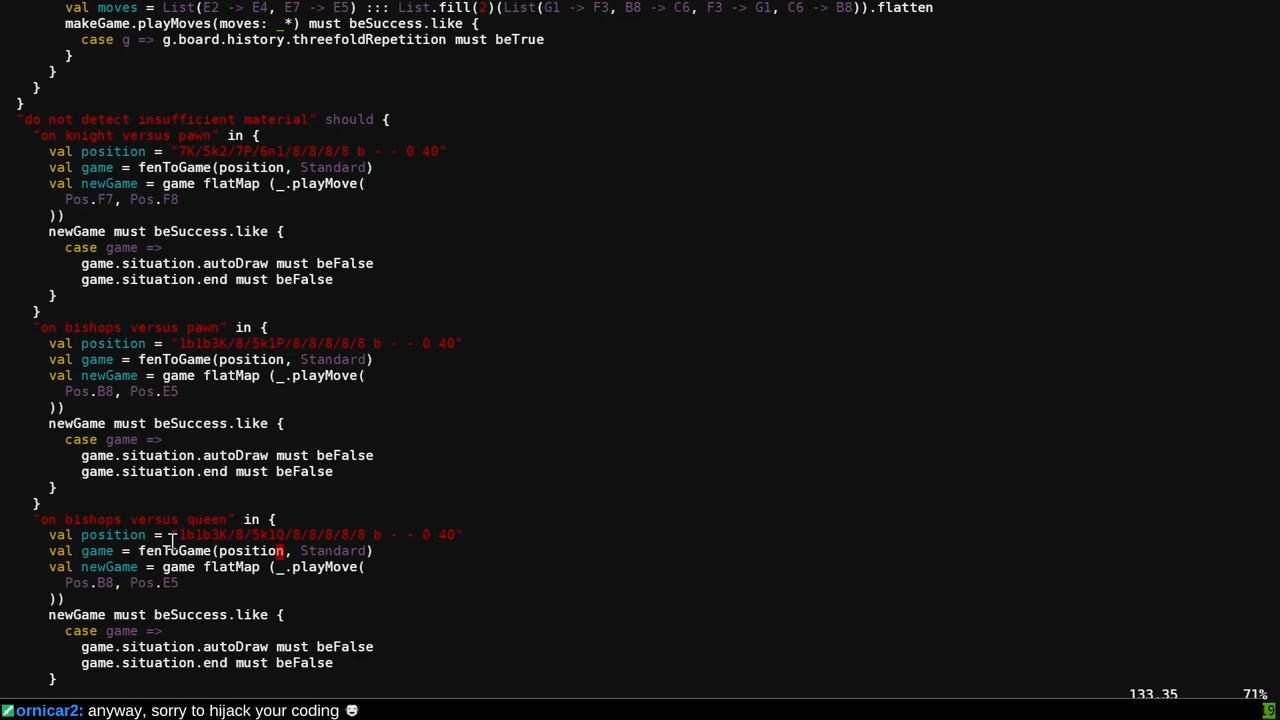 val moves = List(E2 -> E4, E7 -> E5) ::: List.fill(2)(List(G1 -> F3, B8 -> C6, F3 -> G1, C6 -> B8)).flatten
makeGame.playMoves(moves: _*) must beSuccess.like {
case g => g.board.history.threefoldRepetition must beTrue
}
}
}
}
"do not detect insufficient material" should {
"on knight versus pawn" in {
val position = "7K/5k2/7P/6n1/8/8/8/8 b - - 0 40"
val game = fenToGame(position, Standard)
val newGame = game flatMap (_.playMove(
Pos.F7, Pos.F8
))
newGame must beSuccess.like {
case game =>
game.situation.autoDraw must beFalse
game.situation.end must beFalse
}
}
"on bishops versus pawn" in {
val position = "1b1b3K/8/5k1P/8/8/8/8/8 b - - 0 40"
val game = fenToGame(position, Standard)
val newGame = game flatMap (_.playMove(
Pos.B8, Pos.E5
))
newGame must beSuccess.like {
case game =>
game.situation.autoDraw must beFalse
game.situation.end must beFalse
}
}
"on bishops versus queen" in {
val position = "1b1b3K/8/5k1Q/8/8/8/8/8 b - - 0 40"
val game = fenToGame(position, Standard)
val newGame = game flatMap (_.playMove(
Pos.B8, Pos.E5
))
newGame must beSuccess.like {
case game =>
game.situation.autoDraw must beFalse
game.situation.end must beFalse
}
133,35 71%
ornicar2: anyway, sorry to hijack your coding